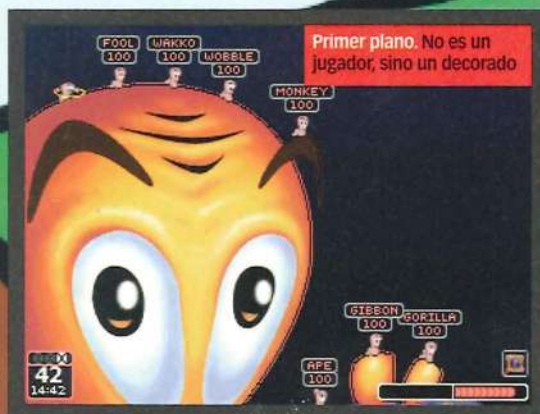 Primer plano. No es un
jugador, sino un decorado
FOOL
100
WAKKO
100
WOBBLE
100
MONKEY
100
GIBBON
100
GORILLA
100
APE
100
42
14:42